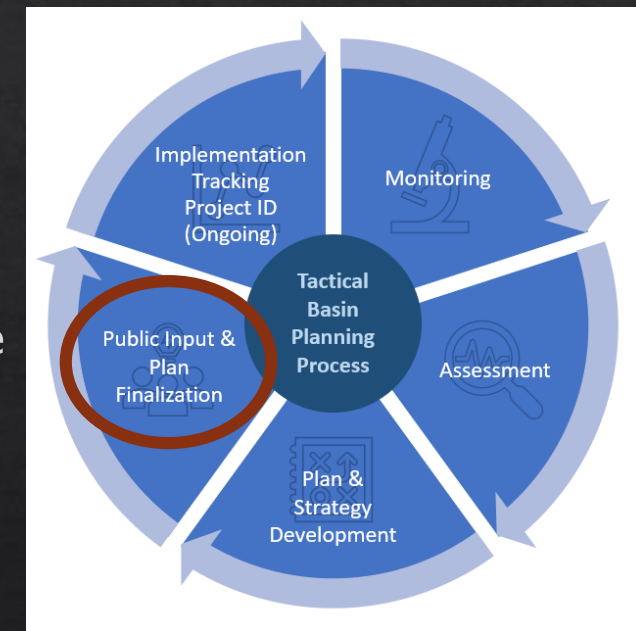 Implementation
Tracking
Project ID
(Ongoing)
Monitoring
Tactical
Basin
Planning
Process
Public Input &
Plan
Finalization
Assessment
Plan &
Strategy
Development
e